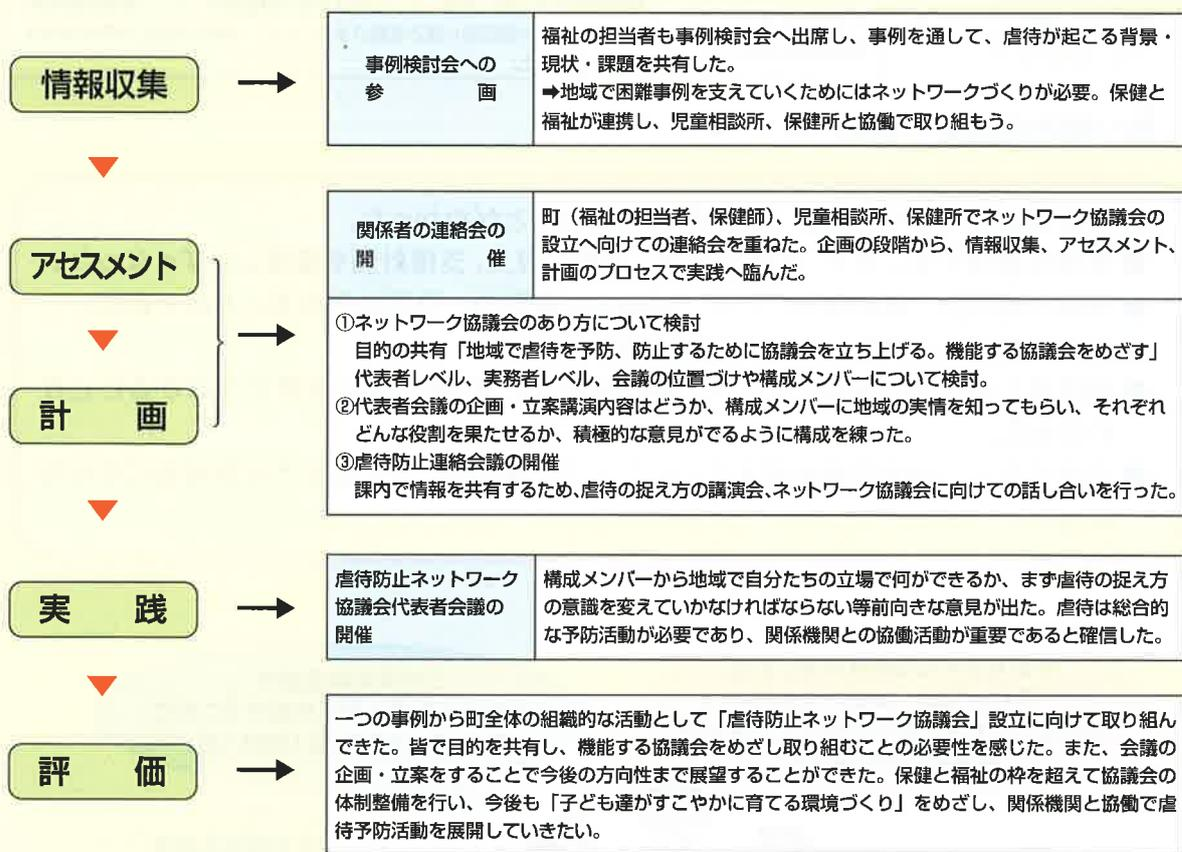 情報収集
事例検討会への
参　　　画
福祉の担当者も事例検討会へ出席し、事例を通して、虐待が起こる背景・
現状・課題を共有した。
➡地域で困難事例を支えていくためにはネットワークづくりが必要。保健と
福祉が連携し、児童相談所、保健所と協働で取り組もう。
アセスメント
計　画
関係者の連絡会の
開　　　催
町（福祉の担当者、保健師）、児童相談所、保健所でネットワーク協議会の
設立へ向けての連絡会を重ねた。企画の段階から、情報収集、アセスメント、
計画のプロセスで実践へ臨んだ。
①ネットワーク協議会のあり方について検討
目的の共有「地域で虐待を予防、防止するために協議会を立ち上げる。機能する協議会をめざす」
代表者レベル、実務者レベル、会議の位置づけや構成メンバーについて検討。
②代表者会議の企画・立案講演内容はどうか、構成メンバーに地域の実情を知ってもらい、それぞれ
どんな役割を果たせるか、積極的な意見がでるように構成を練った。
③虐待防止連絡会議の開催
課内で情報を共有するため、虐待の捉え方の講演会、ネットワーク協議会に向けての話し合いを行った。
実　践
虐待防止ネットワーク
協議会代表者会議の
開催
構成メンバーから地域で自分たちの立場で何ができるか、まず虐待の捉え方
の意識を変えていかなければならない等前向きな意見が出た。虐待は総合的
な予防活動が必要であり、関係機関との協働活動が重要であると確信した。
評　価
一つの事例から町全体の組織的な活動として「虐待防止ネットワーク協議会」設立に向けて取り組ん
できた。皆で目的を共有し、機能する協議会をめざし取り組むことの必要性を感じた。また、会議の
企画・立案をすることで今後の方向性まで展望することができた。保健と福祉の枠を超えて協議会の
体制整備を行い、今後も「子ども達がすこやかに育てる環境づくり」をめざし、関係機関と協働で虐
待予防活動を展開していきたい。